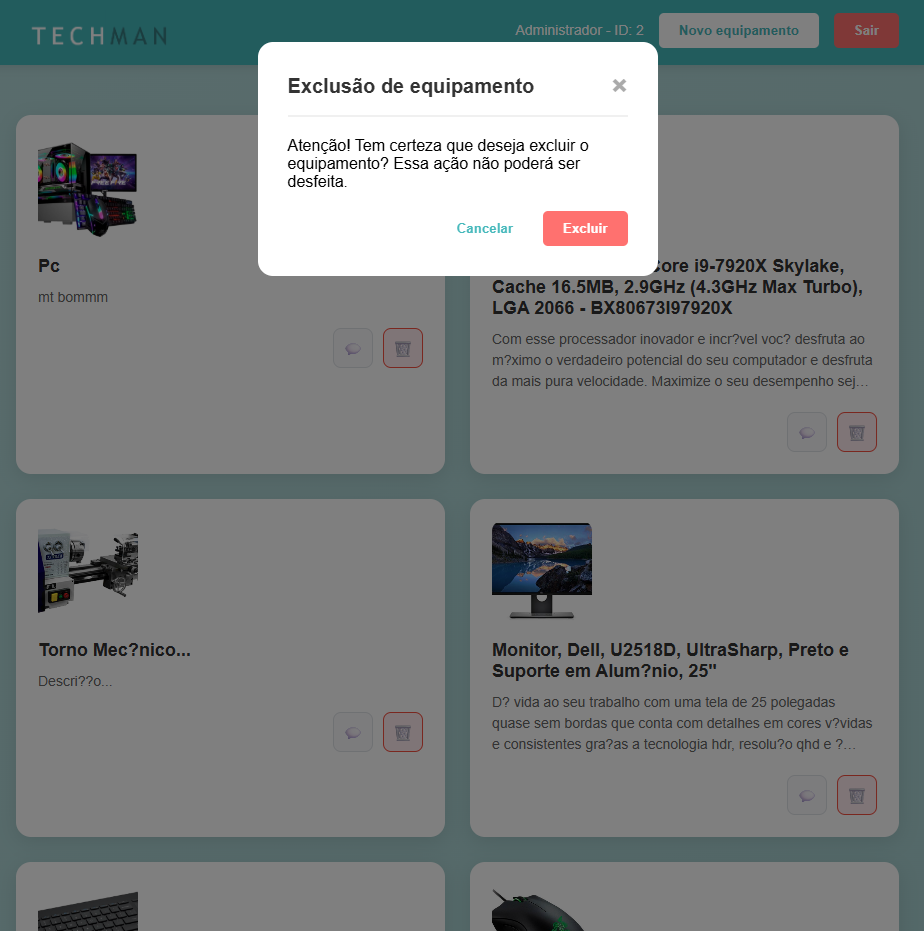 TECHMAN
Administrador - ID: 2
Novo equipamento
Sair
Exclusão de equipamento
Atenção! Tem certeza que deseja excluir o
equipamento? Essa ação não poderá ser
desfeita.
Cancelar
Excluir
Pc
mt bommm
Core i9-7920X Skylake,
Cache 16.5MB, 2.9GHz (4.3GHz Max Turbo),
LGA 2066 - BX80673I97920X
Com esse processador inovador e incr?vel voc? desfruta ao
m?ximo o verdadeiro potencial do seu computador e desfruta
da mais pura velocidade. Maximize o seu desempenho sej...
Torno Mec?nico...
Descri??o...
Monitor, Dell, U2518D, UltraSharp, Preto e
Suporte em Alum?nio, 25"
D? vida ao seu trabalho com uma tela de 25 polegadas
quase sem bordas que conta com detalhes em cores v?vidas
e consistentes gra?as a tecnologia hdr, resolu?o qhd e ?...